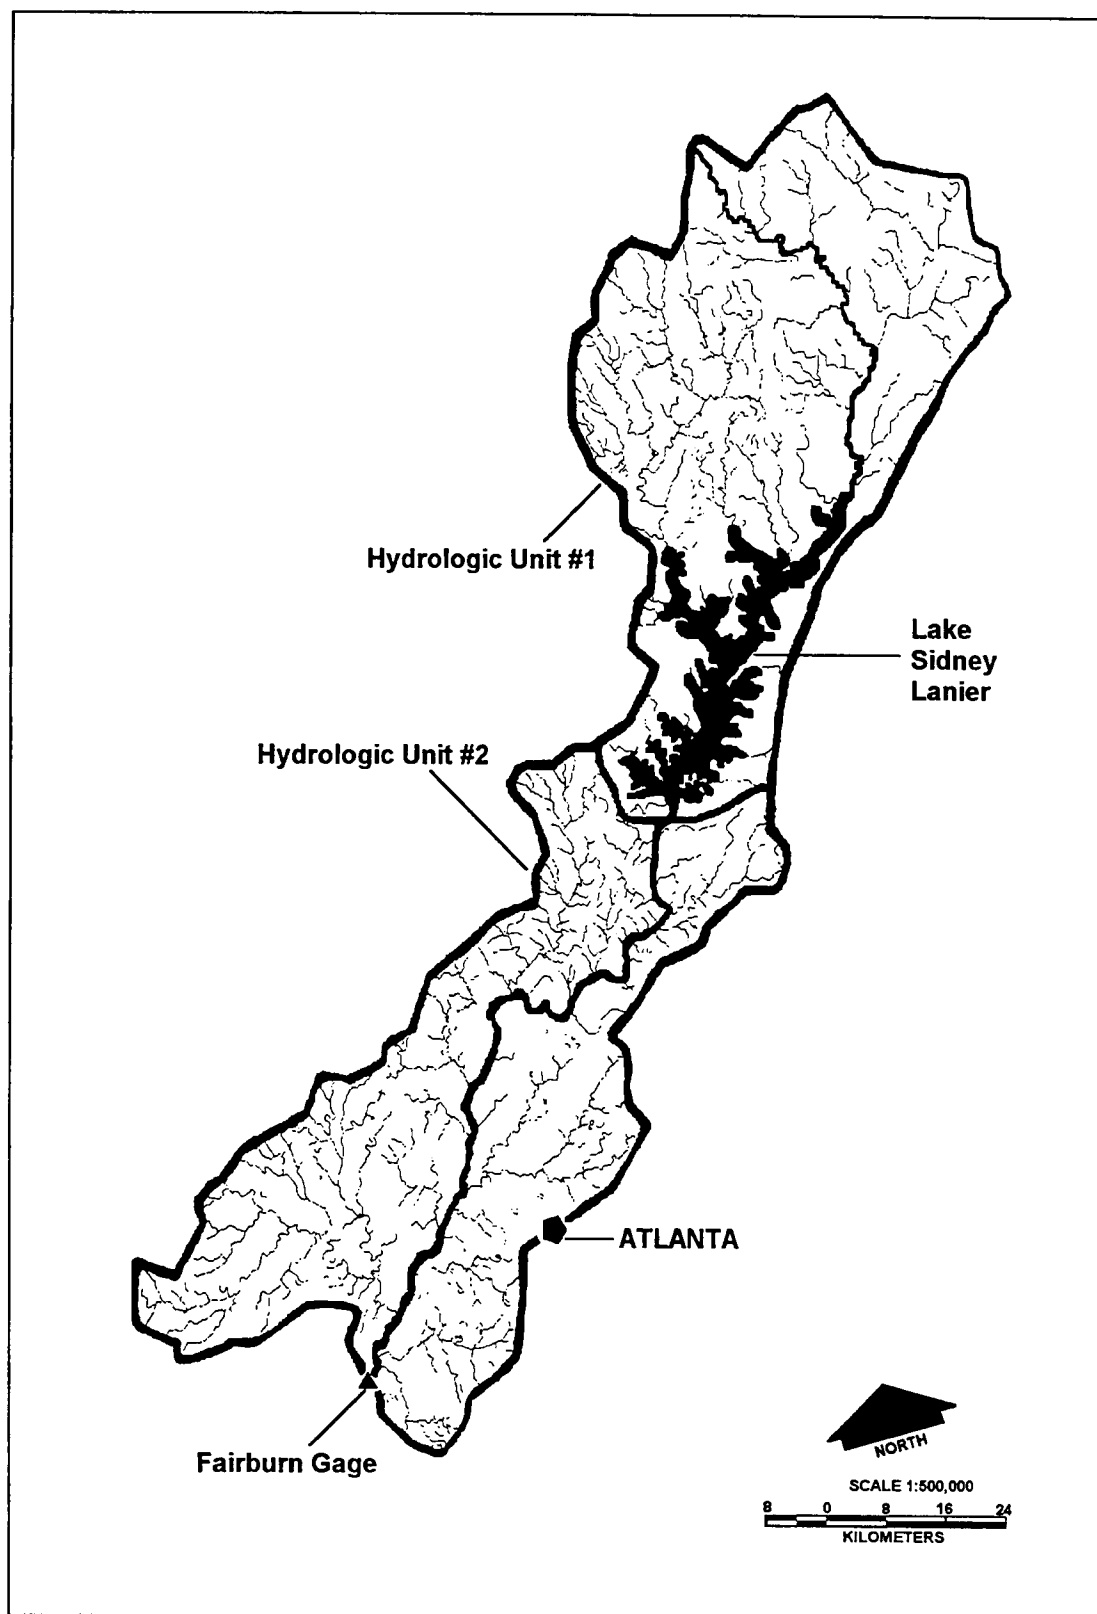 Hydrologic Unit #1
Lake
Sidney
Lanier
Hydrologic Unit #2
ATLANTA
Fairburn Gage
NORTH
SCALE 1:500,000
8 0 8 16 24
KILOMETERS